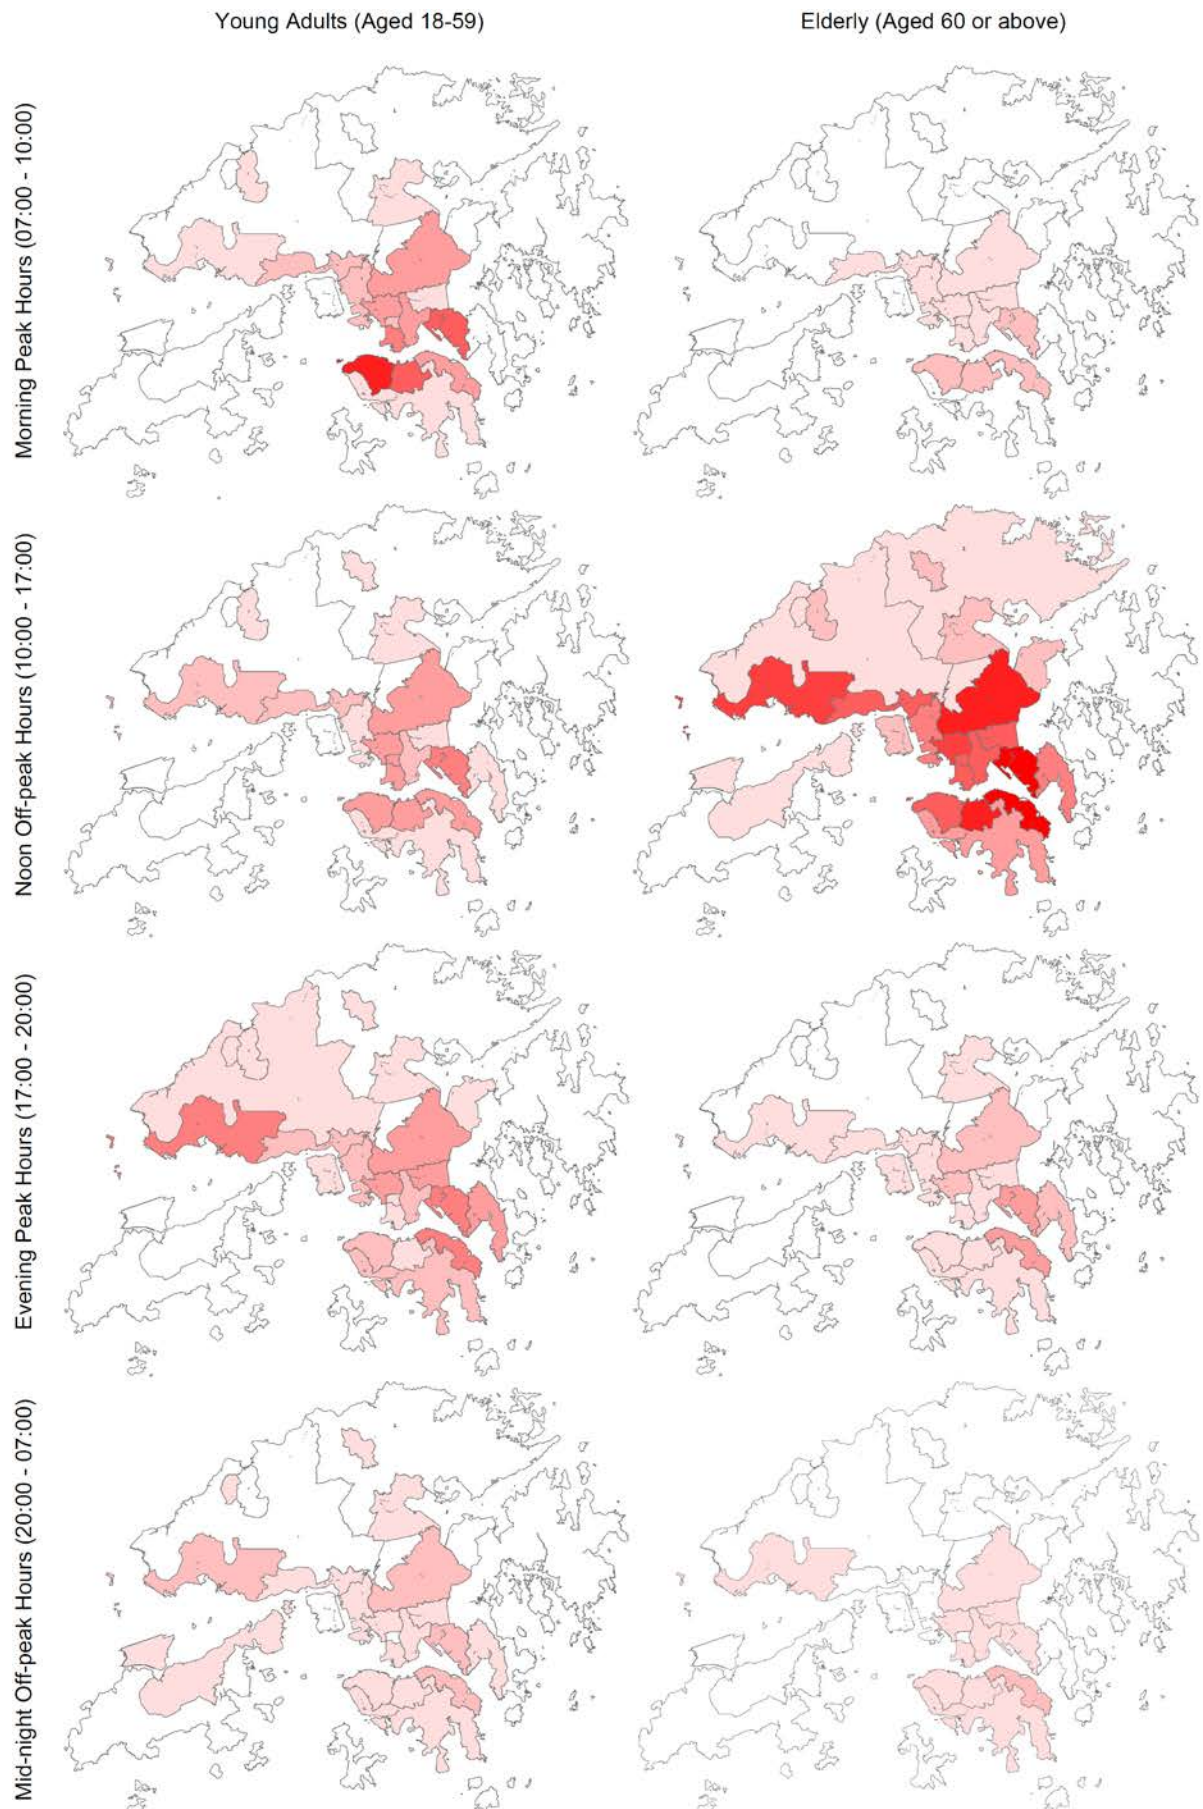 Young Adults (Aged 18-59)
Elderly (Aged 60 or above)
Morning Peak Hours (07:00 - 10:00)
Noon Off-peak Hours (10:00 - 17:00)
Evening Peak Hours (17:00 - 20:00)
Mid-night Off-peak Hours (20:00 - 07:00)